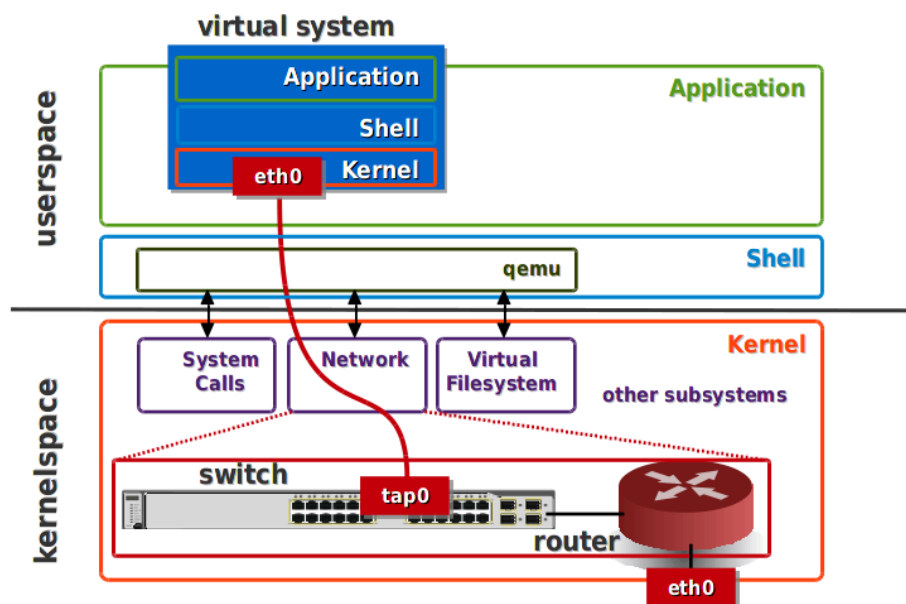 virtual system
userspace
Application
Shell
Kernel
eth0
Application
Shell
qemu
kernelspace
Kernel
System
Calls
Network
Virtual
Filesystem
other subsystems
switch
tap0
router
eth0